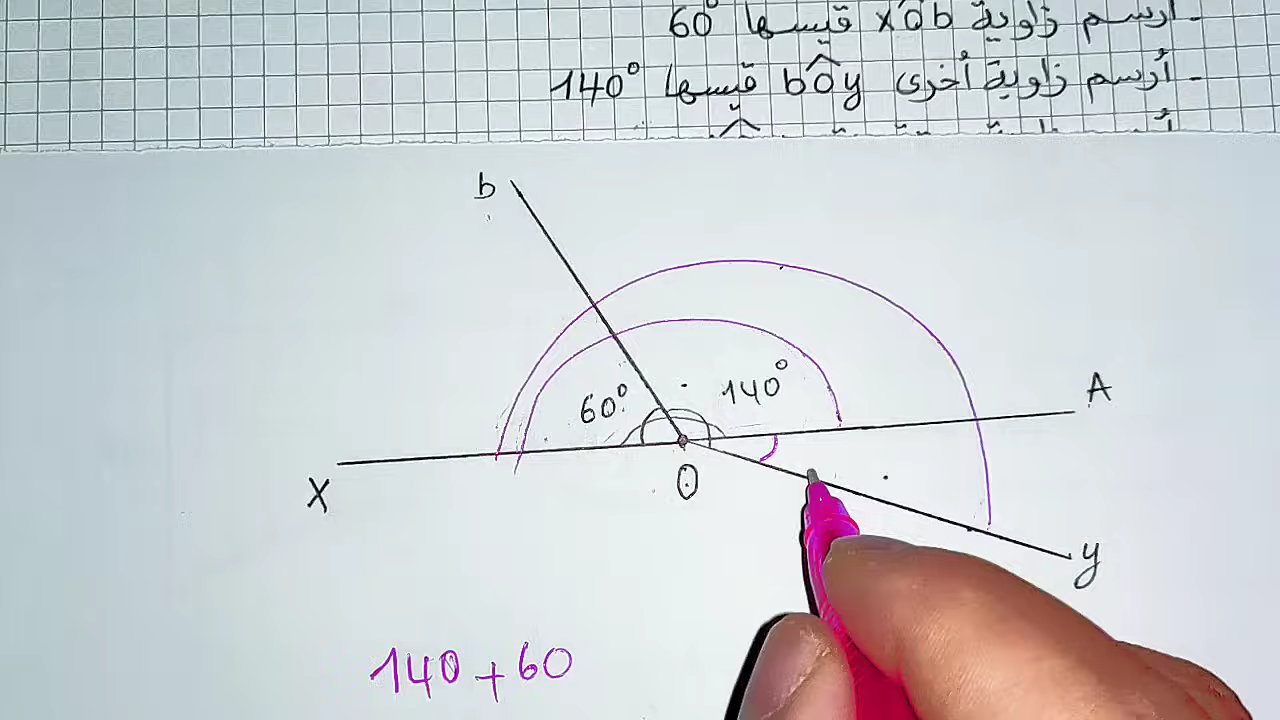 - ارسم زاوية xôb قيسها 60°
- أرسم زاوية أخرى bôy قيسها 140°
b
60°
140°
A
X
O
y
140+60